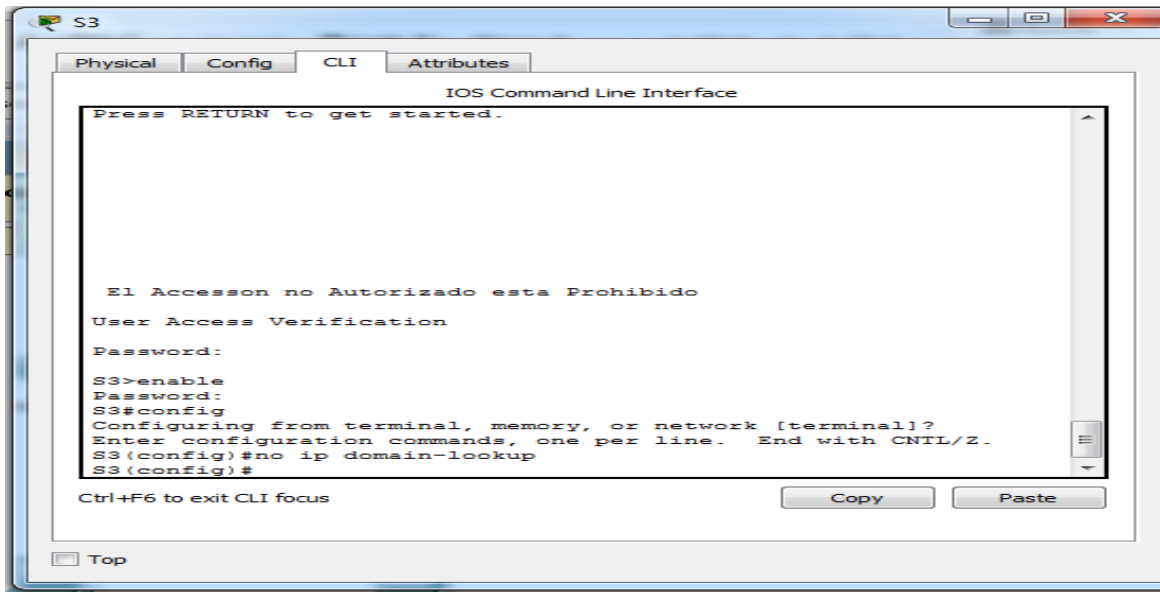 S3
Physical Config CLI Attributes
IOS Command Line Interface
Press RETURN to get started.
El Accesson no Autorizado esta Prohibido
User Access Verification
Password:
S3>enable
Password:
S3#config
Configuring from terminal, memory, or network [terminal]?
Enter configuration commands, one per line.  End with CNTL/Z.
S3(config)#no ip domain-lookup
S3(config)#
Ctrl+F6 to exit CLI focus
Copy Paste
Top